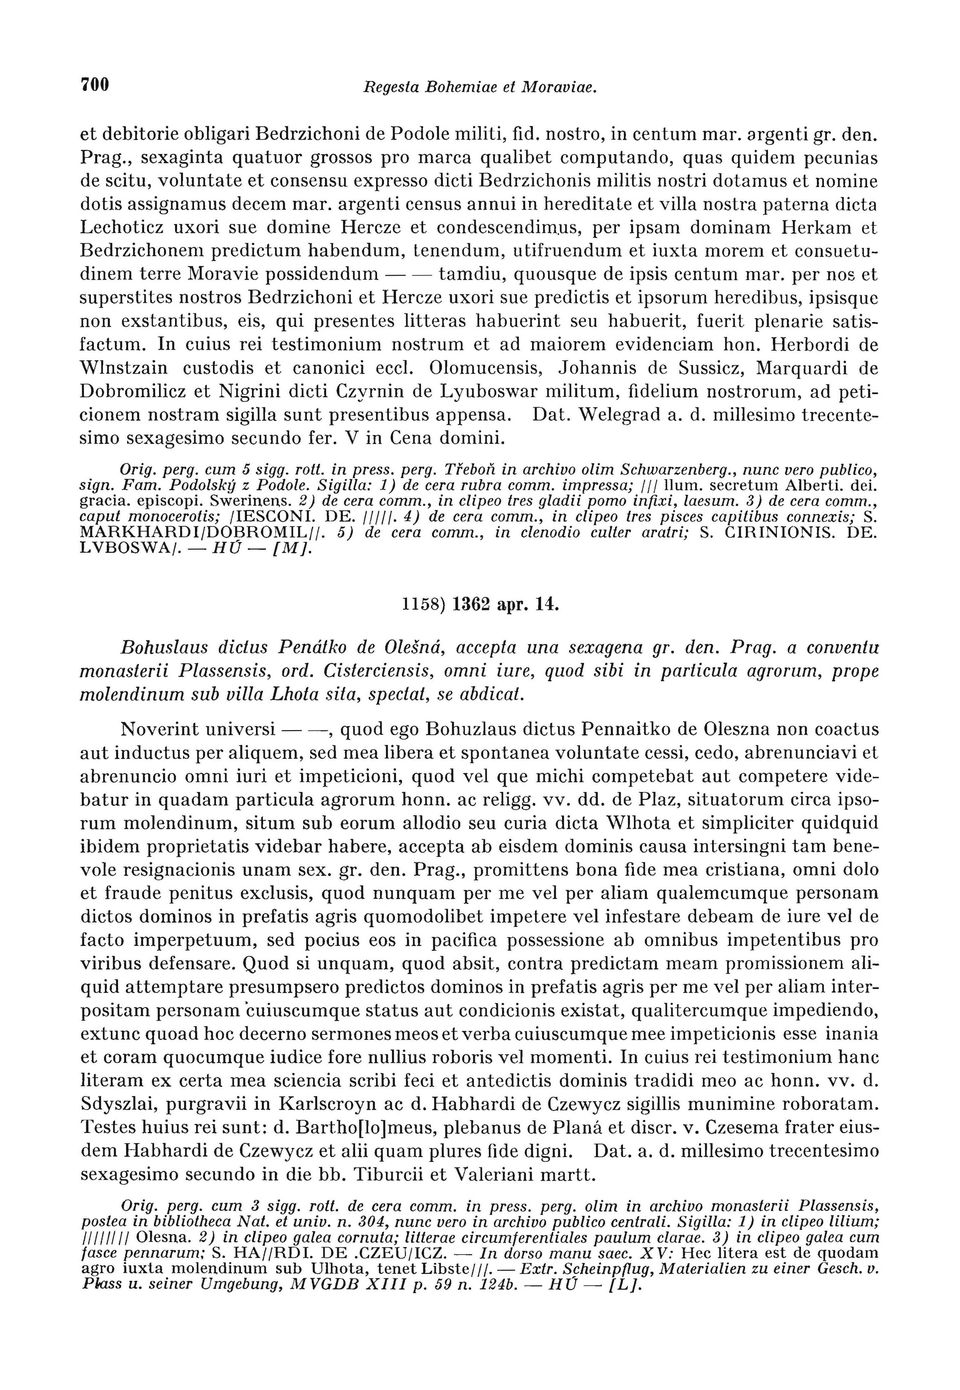 700 Regesta Bohemiae et Moraviae.
et debitorie obligari Bedrzichoni de Podole militi, fid. nostro, in centum mar. argenti gr. den.
Prag., sexaginta quatuor grossos pro marca qualibet computando, quas quidem pecunias
de scitu, voluntate et consensu expresso dicti Bedrzichonis militis nostri dotamus et nomine
dotis assignamus decem mar. argenti census annui in hereditate et villa nostra paterna dicta
Lechoticz uxori sue domine Hercze et condescendimus, per ipsam dominam Herkam et
Bedrzichonem predictum habendum, tenendum, utifruendum et iuxta morem et consuetu-
dinem terre Moravie possidendum — — tamdiu, quousque de ipsis centum mar. per nos et
superstites nostros Bedrzichoni et Hercze uxori sue predictis et ipsorum heredibus, ipsisque
non exstantibus, eis, qui presentes litteras habuerint seu habuerit, fuerit plenarie satis-
factum. In cuius rei testimonium nostrum et ad maiorem evidenciam hon. Herbordi de
Wlnstzain custodis et canonici eccl. Olomucensis, Johannis de Sussicz, Marquardi de
Dobromilicz et Nigrini dicti Czyrnin de Lyuboswar militum, fidelium nostrorum, ad peti-
cionem nostram sigilla sunt presentibus appensa. Dat. Welegrad a. d. millesimo trecente-
simo sexagesimo secundo fer. V in Cena domini.
Orig. perg. cum 5 sigg. rott. in press. perg. Třeboň in archivo olim Schwarzenberg., nunc vero publico,
sign. Fam. Podolský z Podole. Sigilla: 1) de cera rubra comm. impressa; /// llum. secretum Alberti. dei.
gracia. episcopi. Swerinens. 2) de cera comm., in clipeo tres gladii pomo infixi, laesum. 3) de cera comm.,
caput monocerotis; /IESCONI. DE. /////. 4) de cera comm., in clipeo tres pisces capitibus connexis; S.
MARKHARDI/DOBROMIL//. 5) de cera comm., in clenodio culter aratri; S. CIRINIONIS. DE.
LVBOSWA/. — HÚ — [M].
1158) 1362 apr. 14.
Bohuslaus dictus Penátko de Olešná, accepta una sexagena gr. den. Prag. a conventu
monasterii Plassensis, ord. Cisterciensis, omni iure, quod sibi in particula agrorum, prope
molendinum sub villa Lhota sita, spectat, se abdicat.
Noverint universi — —, quod ego Bohuzlaus dictus Pennaitko de Oleszna non coactus
aut inductus per aliquem, sed mea libera et spontanea voluntate cessi, cedo, abrenunciavi et
abrenuncio omni iuri et impeticioni, quod vel que michi competebat aut competere vide-
batur in quadam particula agrorum honn. ac religg. vv. dd. de Plaz, situatorum circa ipso-
rum molendinum, situm sub eorum allodio seu curia dicta Wlhota et simpliciter quidquid
ibidem proprietatis videbar habere, accepta ab eisdem dominis causa intersingni tam bene-
vole resignacionis unam sex. gr. den. Prag., promittens bona fide mea cristiana, omni dolo
et fraude penitus exclusis, quod nunquam per me vel per aliam qualemcumque personam
dictos dominos in prefatis agris quomodolibet impetere vel infestare debeam de iure vel de
facto imperpetuum, sed pocius eos in pacifica possessione ab omnibus impetentibus pro
viribus defensare. Quod si unquam, quod absit, contra predictam meam promissionem ali-
quid attemptare presumpsero predictos dominos in prefatis agris per me vel per aliam inter-
positam personam cuiuscumque status aut condicionis existat, qualitercumque impediendo,
extunc quoad hoc decerno sermones meos et verba cuiuscumque mee impeticionis esse inania
et coram quocumque iudice fore nullius roboris vel momenti. In cuius rei testimonium hanc
literam ex certa mea sciencia scribi feci et antedictis dominis tradidi meo ac honn. vv. d.
Sdyszlai, purgravii in Karlscroyn ac d. Habhardi de Czewycz sigillis munimine roboratam.
Testes huius rei sunt: d. Bartho[lo]meus, plebanus de Planá et discr. v. Czesema frater eius-
dem Habhardi de Czewycz et alii quam plures fide digni. Dat. a. d. millesimo trecentesimo
sexagesimo secundo in die bb. Tiburcii et Valeriani martt.
Orig. perg. cum 3 sigg. rott. de cera comm. in press. perg. olim in archivo monasterii Plassensis,
postea in bibliotheca Nat. et univ. n. 304, nunc vero in archivo publico centrali. Sigilla: 1) in clipeo lilium;
//////// Olesna. 2) in clipeo galea cornuta; litterae circumferentiales paulum clarae. 3) in clipeo galea cum
fasce pennarum; S. HA//RDI. DE .CZEU/ICZ. — In dorso manu saec. XV: Hec litera est de quodam
agro iuxta molendinum sub Ulhota, tenet Libste///. — Extr. Scheinpflug, Materialien zu einer Gesch. v.
Plass u. seiner Umgebung, MVGDB XIII p. 59 n. 124b. — HÚ — [L].